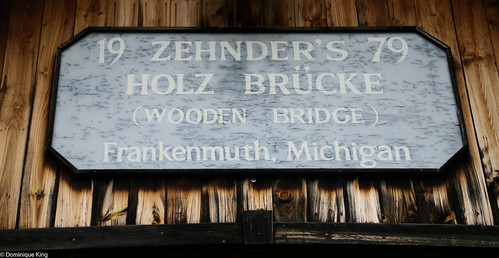 19 ZEHNDER'S 79
HOLZ BRÜCKE
(WOODEN BRIDGE)
Frankenmuth, Michigan
© Dominique King